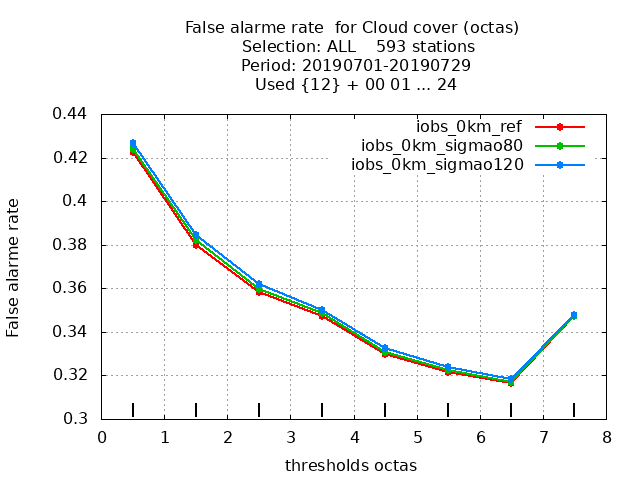 False alarme rate  for Cloud cover (octas)
Selection: ALL    593 stations
Period: 20190701-20190729
Used {12} + 00 01 ... 24
0.44
0.42
0.4
0.38
0.36
0.34
0.32
0.3
False alarme rate
iobs_0km_ref
iobs_0km_sigmao80
iobs_0km_sigmao120
0 1 2 3 4 5 6 7 8
thresholds octas